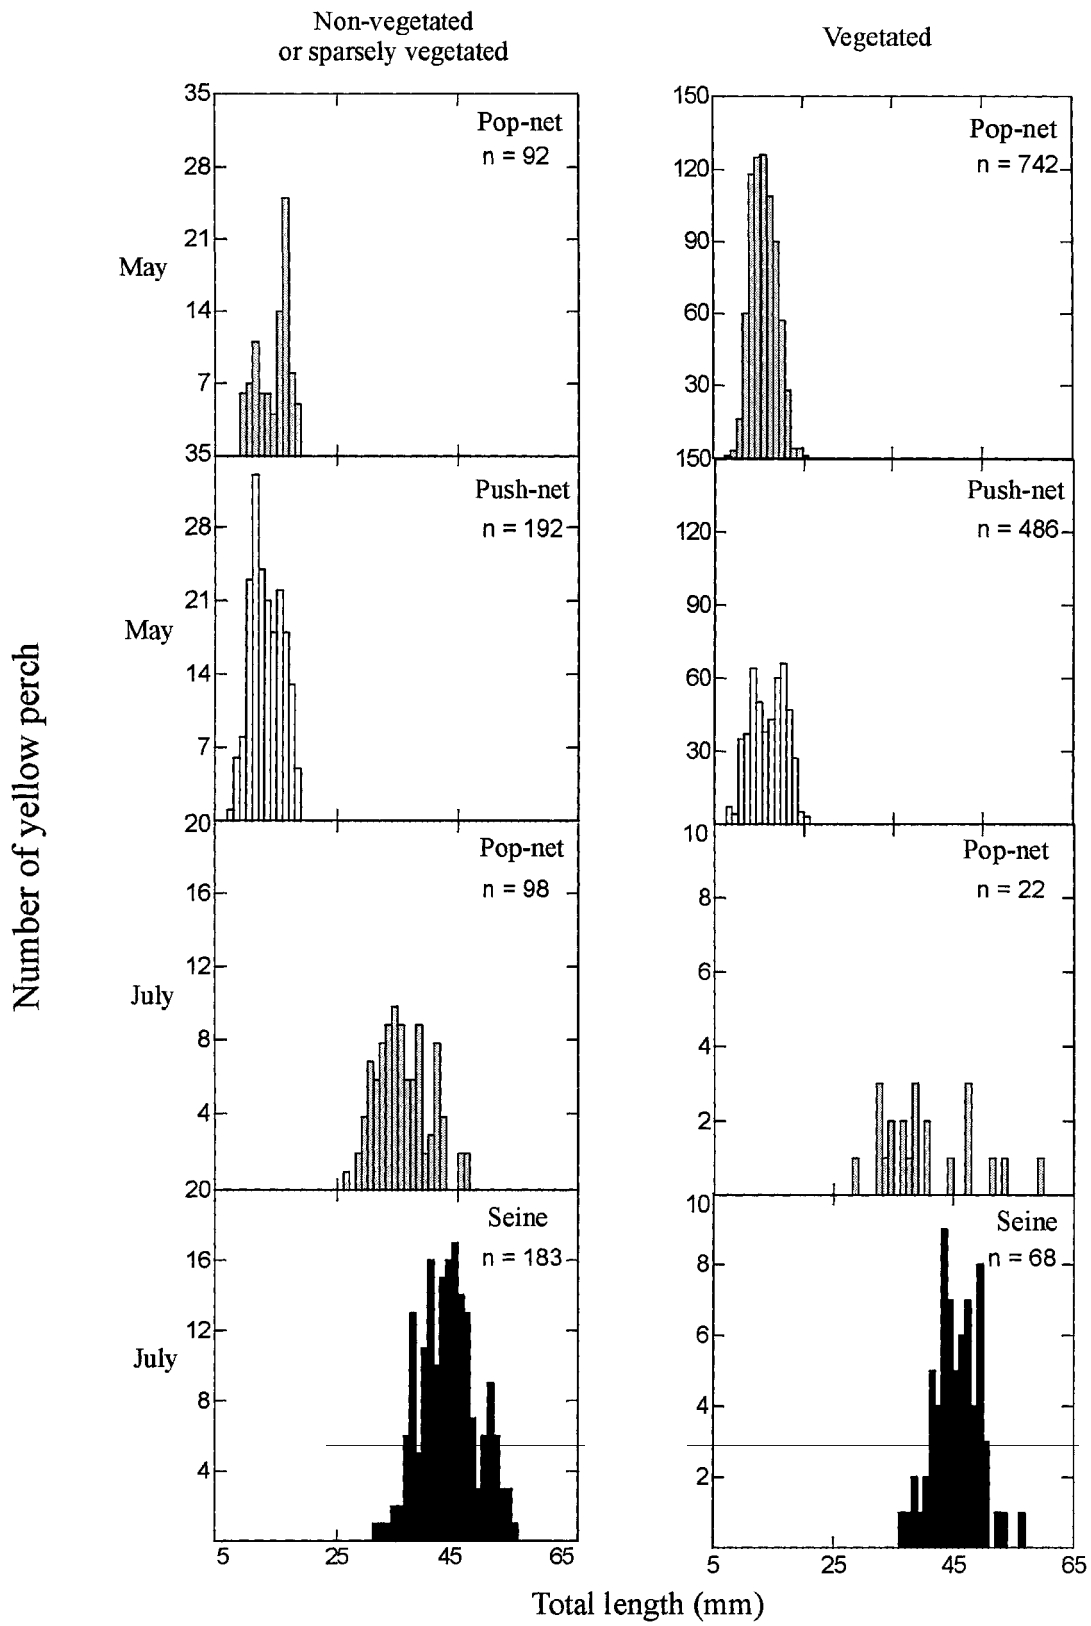 Non-vegetated
or sparsely vegetated
Vegetated
Number of yellow perch
May
35
28
21
14
7
Pop-net
n = 92
150
120
90
60
30
Pop-net
n = 742
May
35
28
21
14
7
Push-net
n = 192
150
120
90
60
30
Push-net
n = 486
July
20
16
12
8
4
Pop-net
n = 98
10
8
6
4
2
Pop-net
n = 22
July
20
16
12
8
4
Seine
n = 183
10
8
6
4
2
Seine
n = 68
5 25 45 65
5 25 45 65
Total length (mm)